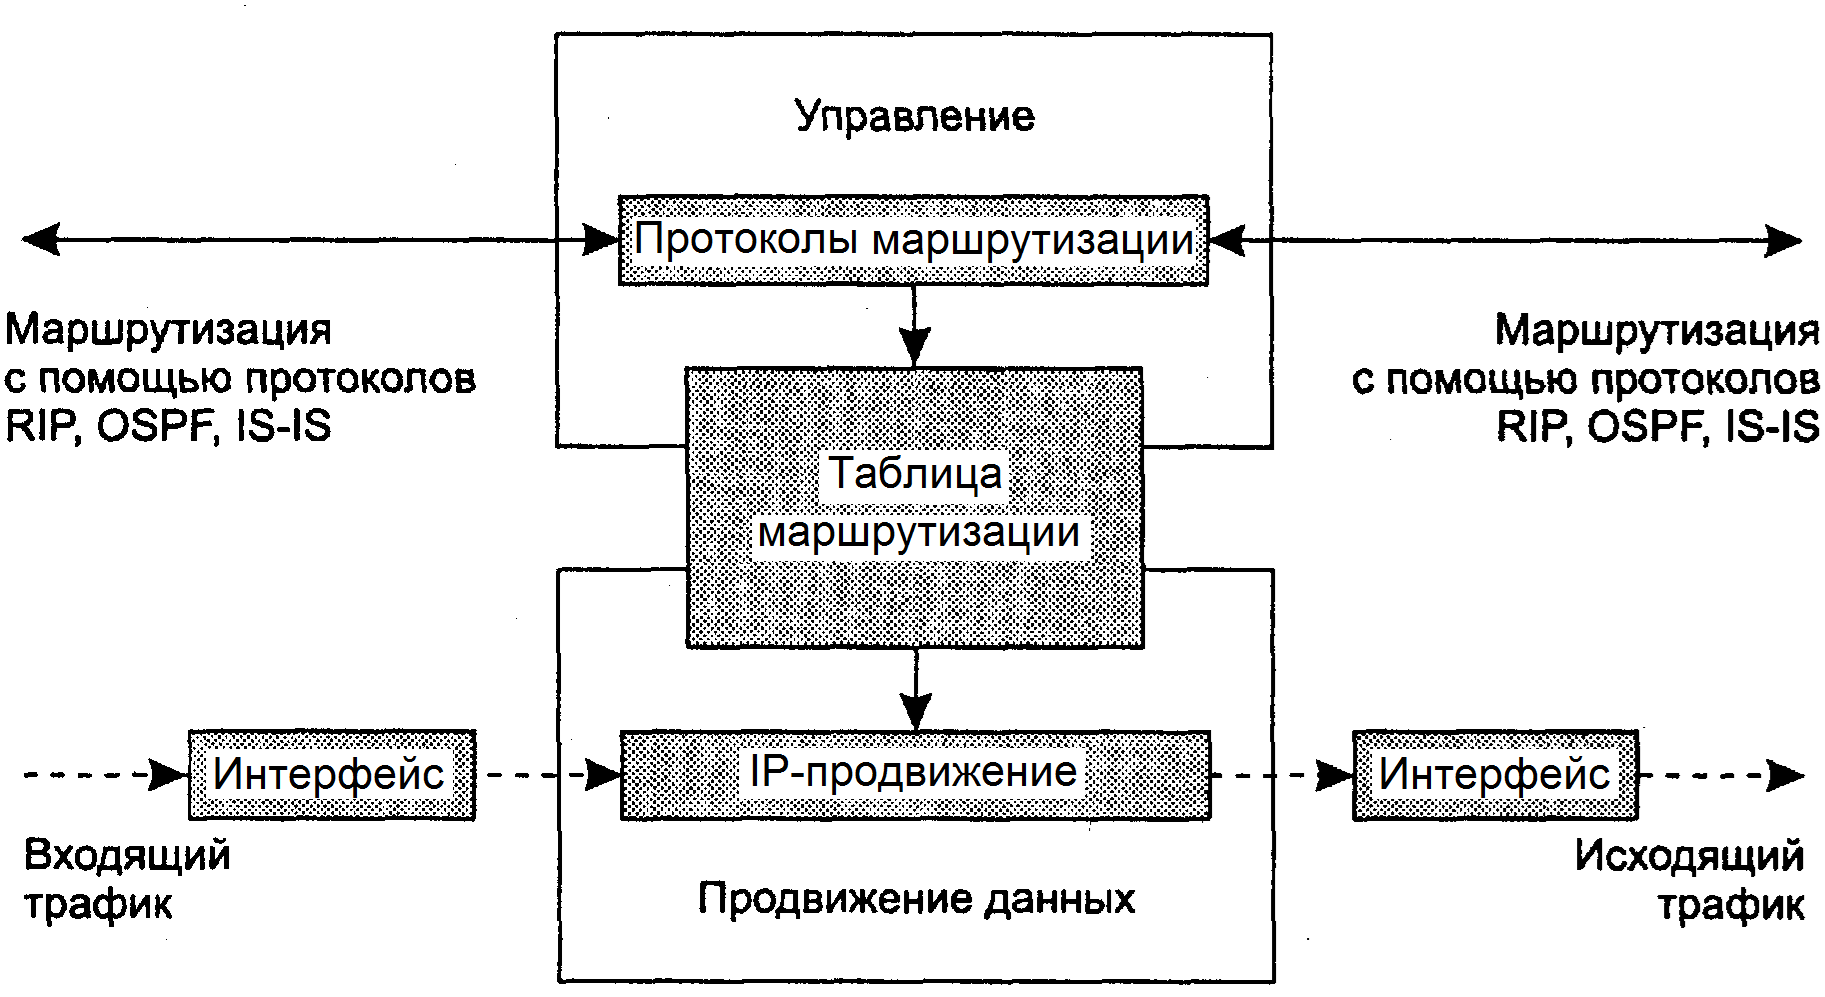 Управление
Протоколы маршрутизации
Маршрутизация
с помощью протоколов
RIP, OSPF, IS-IS
Маршрутизация
с помощью протоколов
RIP, OSPF, IS-IS
Таблица
маршрутизации
Интерфейс
IP-продвижение
Интерфейс
Входящий
трафик
Продвижение данных
Исходящий
трафик